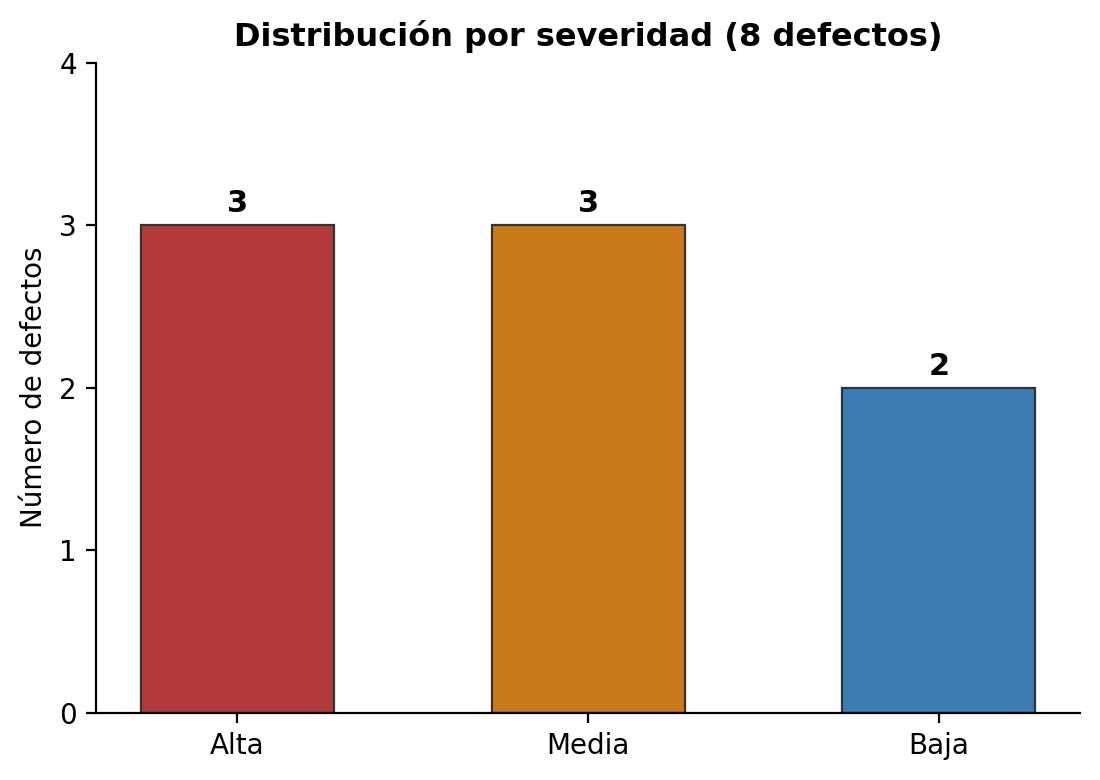 Distribución por severidad (8 defectos)
Número de defectos
4
3
2
1
0
3
3
2
Alta
Media
Baja